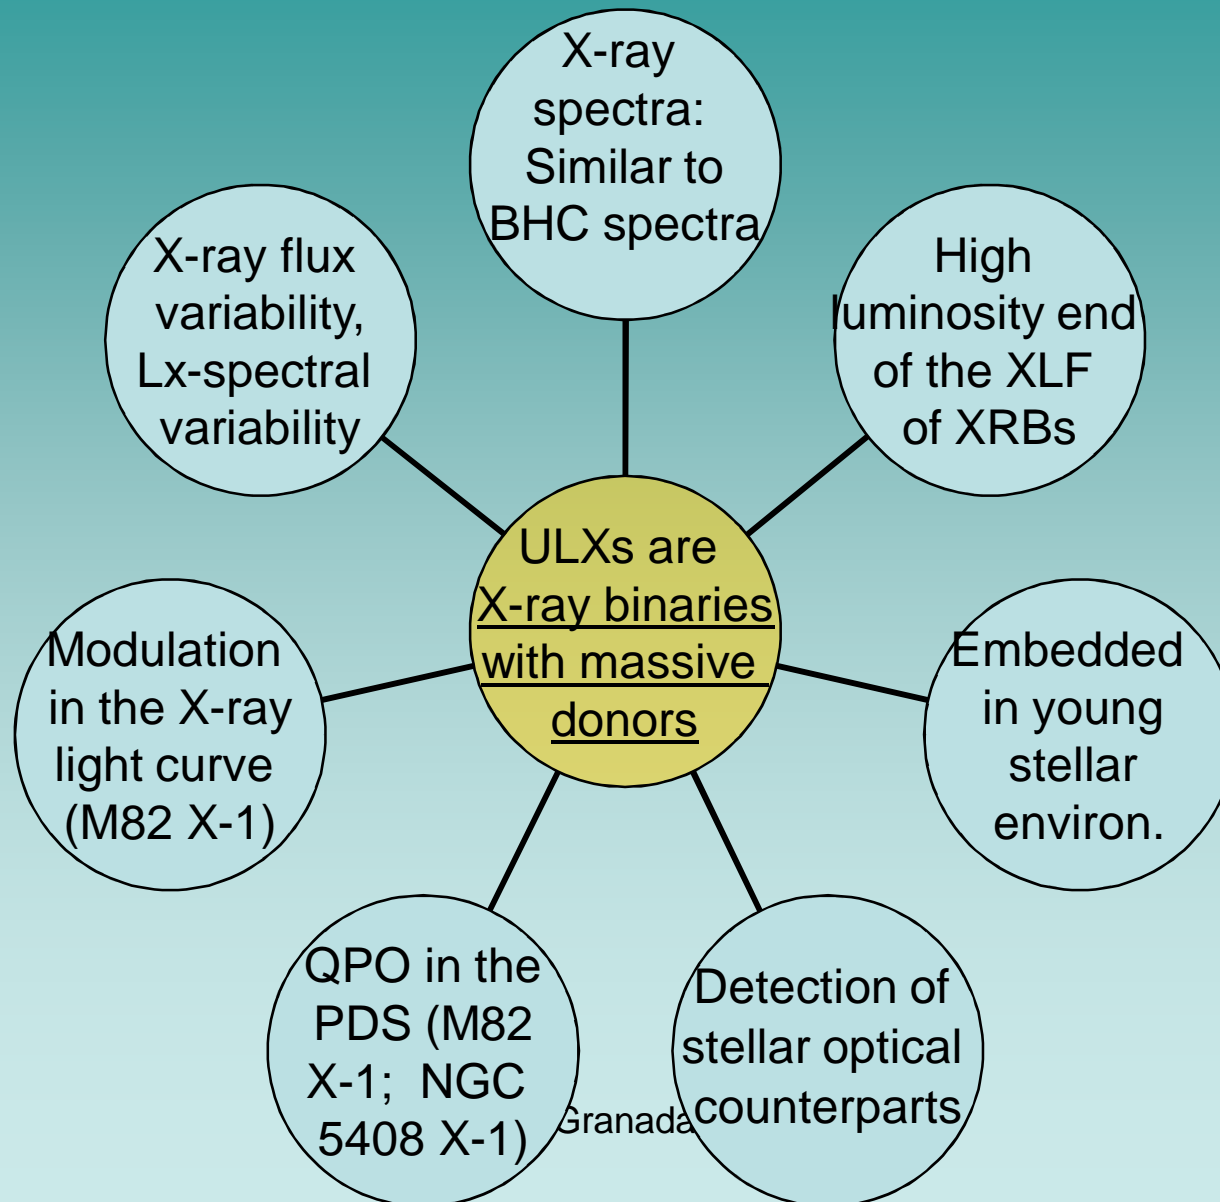 X-ray
spectra:
Similar to
BHC spectra
High
luminosity end
of the XLF
of XRBs
Embedded
in young
stellar
environ.
Detection of
stellar optical
counterparts
QPO in the
PDS (M82
X-1; NGC
5408 X-1)
Modulation
in the X-ray
light curve
(M82 X-1)
X-ray flux
variability,
Lx-spectral
variability
ULXs are
X-ray binaries
with massive
donors
Granada